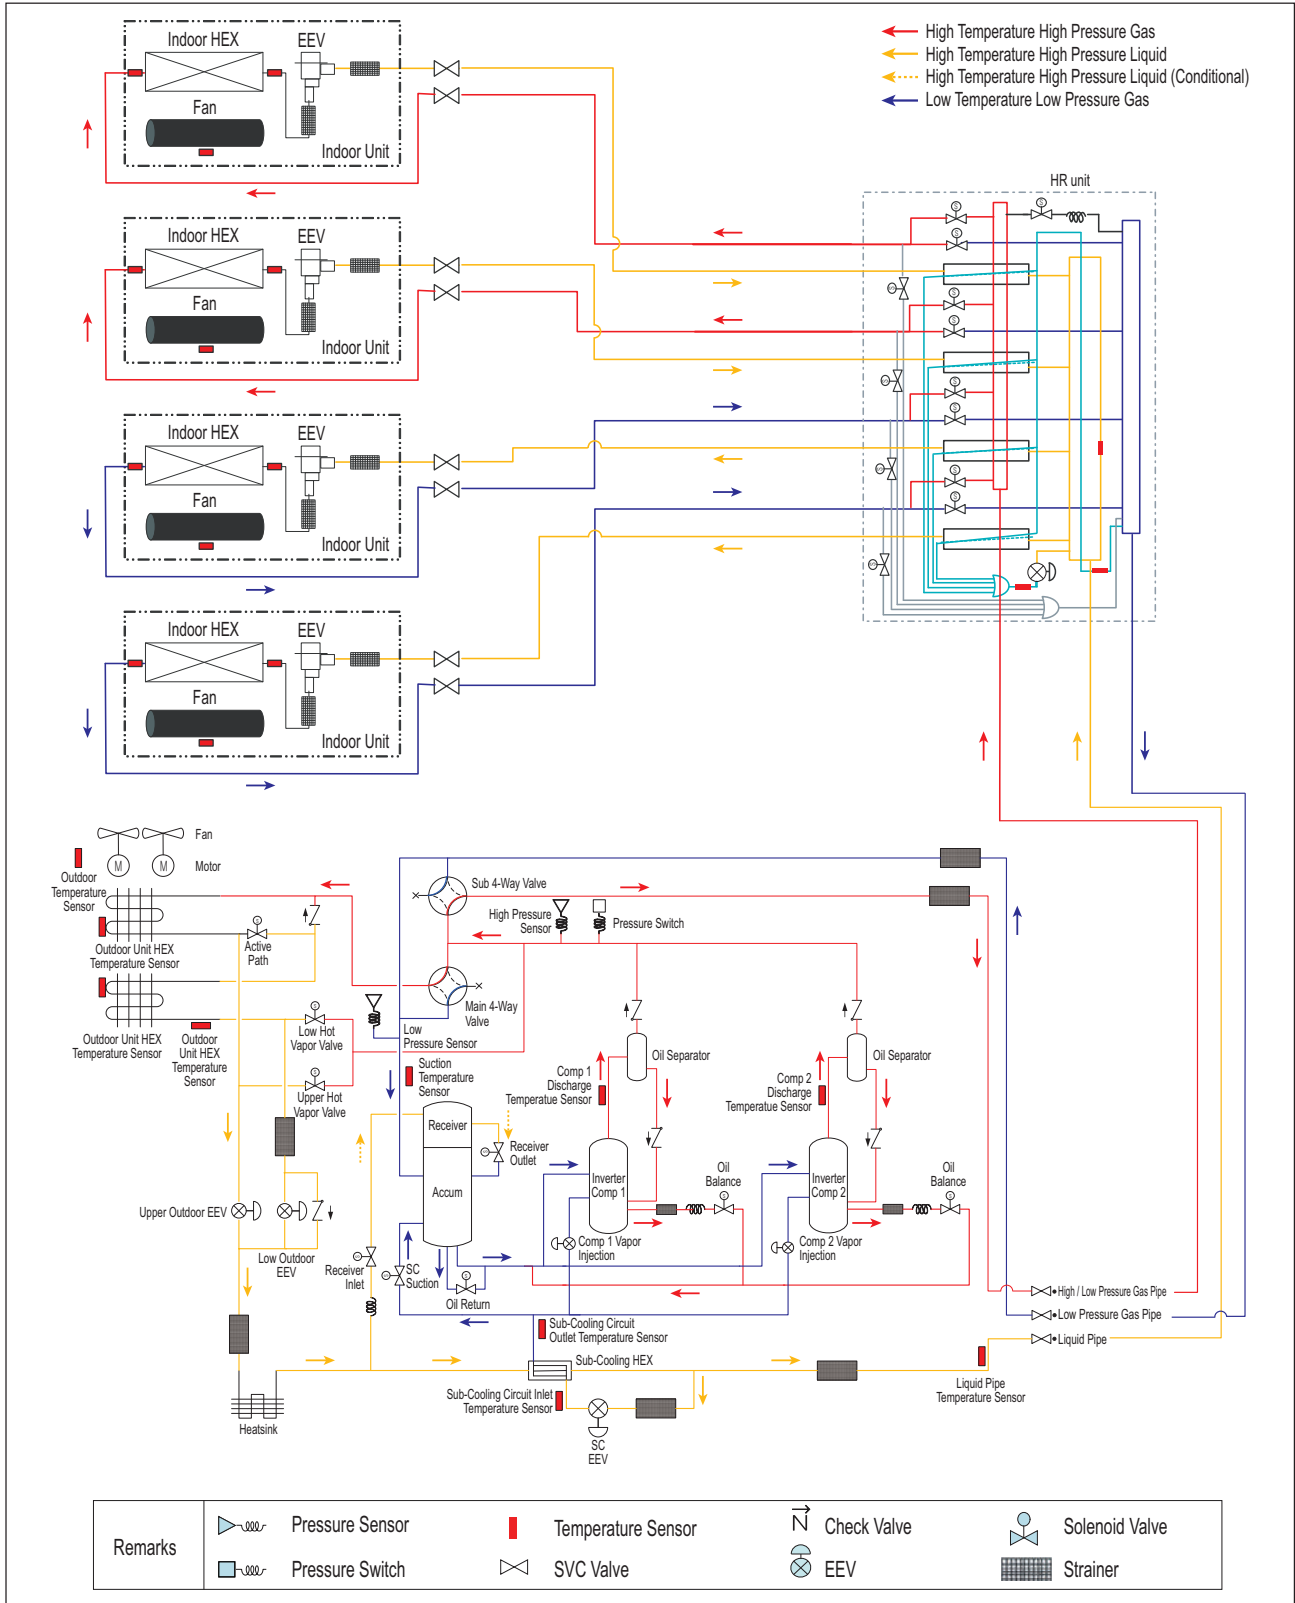 High Temperature High Pressure Gas
High Temperature High Pressure Liquid
High Temperature High Pressure Liquid (Conditional)
Low Temperature Low Pressure Gas
Indoor HEX
EEV
Fan
Indoor Unit
HR unit
Indoor HEX
EEV
Fan
Indoor Unit
Indoor HEX
EEV
Fan
Indoor Unit
Indoor HEX
EEV
Fan
Indoor Unit
S
S
S
S
S
S
S
S
S
S
S
S
S
Fan
Motor
M
M
Outdoor
Temperature
Sensor
Outdoor Unit HEX
Temperature Sensor
S
Active
Path
Outdoor Unit HEX
Temperature Sensor
Outdoor
Unit HEX
Temperature
Sensor
S
Low Hot
Vapor Valve
S
Upper Hot
Vapor Valve
Sub 4-Way Valve
High Pressure
Sensor
Pressure Switch
Main 4-Way
Valve
Low
Pressure Sensor
Suction
Temperature
Sensor
Oil Separator
Comp 1
Discharge
Temperatue Sensor
Oil Separator
Comp 2
Discharge
Temperatue Sensor
Receiver
S
Receiver
Outlet
Accum
Inverter
Comp 1
Oil
Balance
S
Inverter
Comp 2
Oil
Balance
S
Upper Outdoor EEV
Low Outdoor
EEV
S
Receiver
Inlet
S
SC
Suction
S
Oil Return
Comp 1 Vapor
Injection
Comp 2 Vapor
Injection
High / Low Pressure Gas Pipe
Low Pressure Gas Pipe
Liquid Pipe
Sub-Cooling Circuit
Outlet Temperature Sensor
Sub-Cooling HEX
Sub-Cooling Circuit Inlet
Temperature Sensor
SC
EEV
Liquid Pipe
Temperature Sensor
Heatsink
Remarks
Pressure Sensor
Temperature Sensor
Check Valve
Solenoid Valve
Pressure Switch
SVC Valve
EEV
Strainer